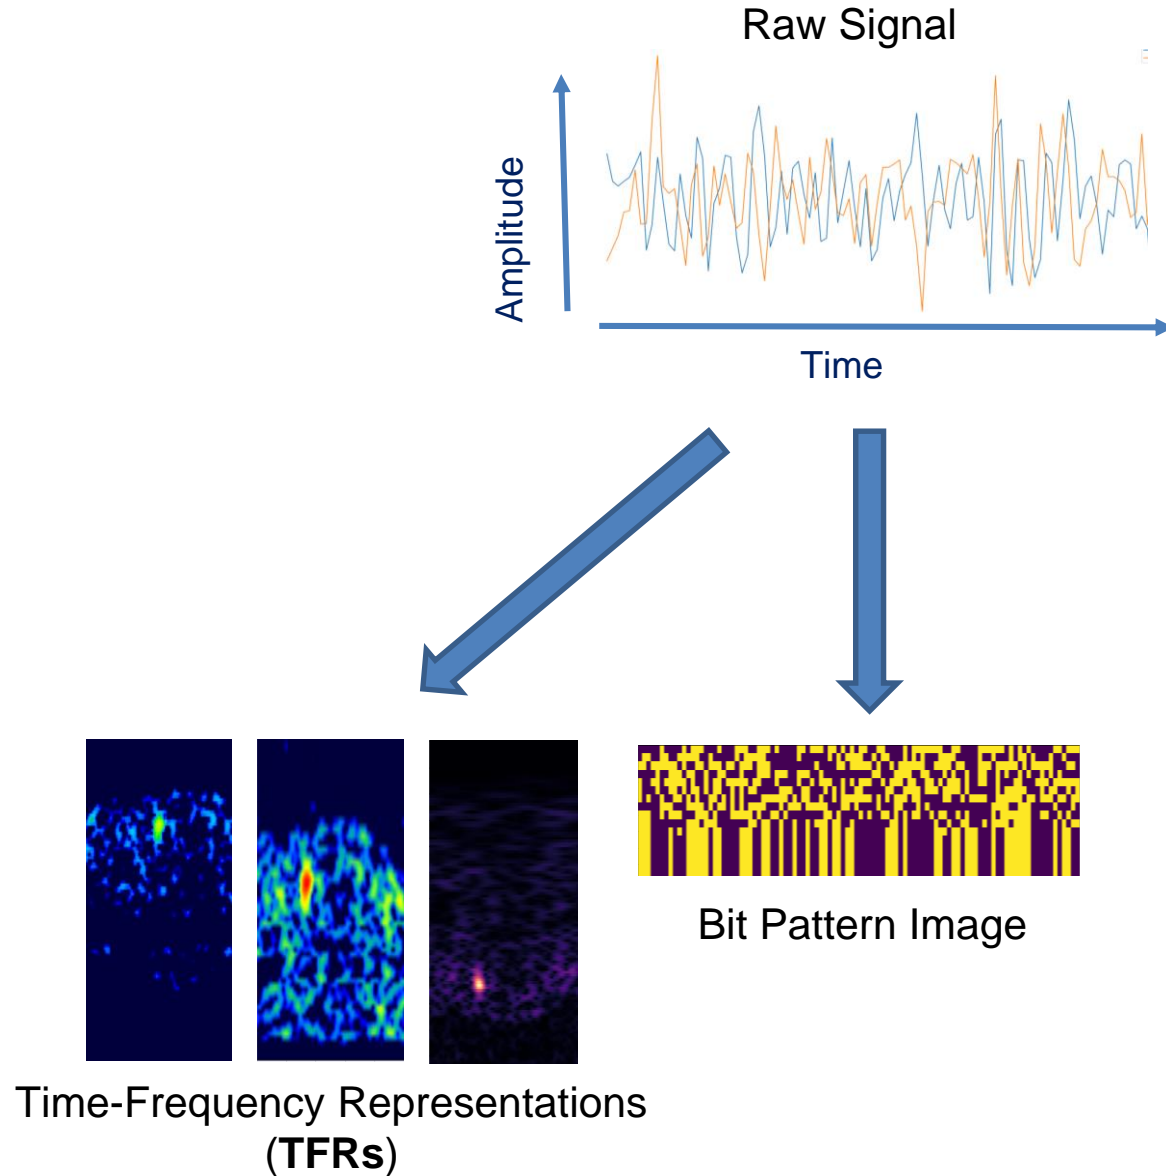 Raw Signal
Amplitude
Time
Bit Pattern Image
Time-Frequency Representations
(TFRs)